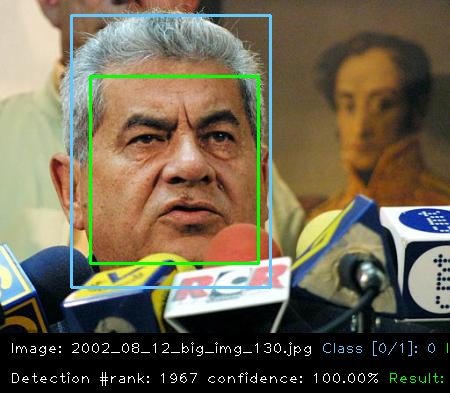 RCR
Image: 2002_08_12_big_img_130.jpg Class [0/1]: 0
Detection #rank: 1967 confidence: 100.00% Result: